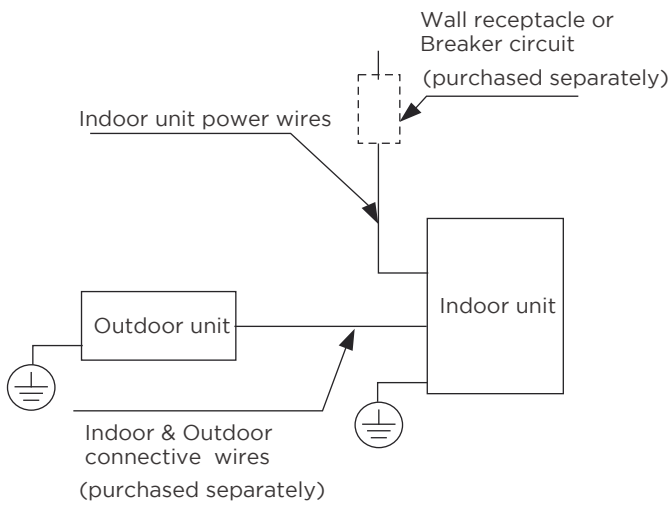 Wall receptacle or
Breaker circuit
(purchased separately)
Indoor unit power wires
Indoor unit
Outdoor unit
Indoor & Outdoor
connective wires
(purchased separately)